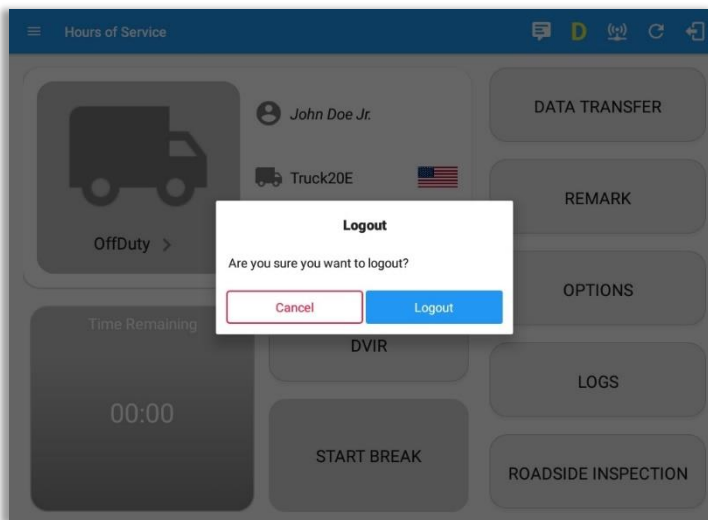 Hours of Service
D
John Doe Jr.
DATA TRANSFER
Truck20E
REMARK
OffDuty >
Logout
Are you sure you want to logout?
Cancel
Logout
OPTIONS
Time Remaining
DVIR
LOGS
00:00
START BREAK
ROADSIDE INSPECTION